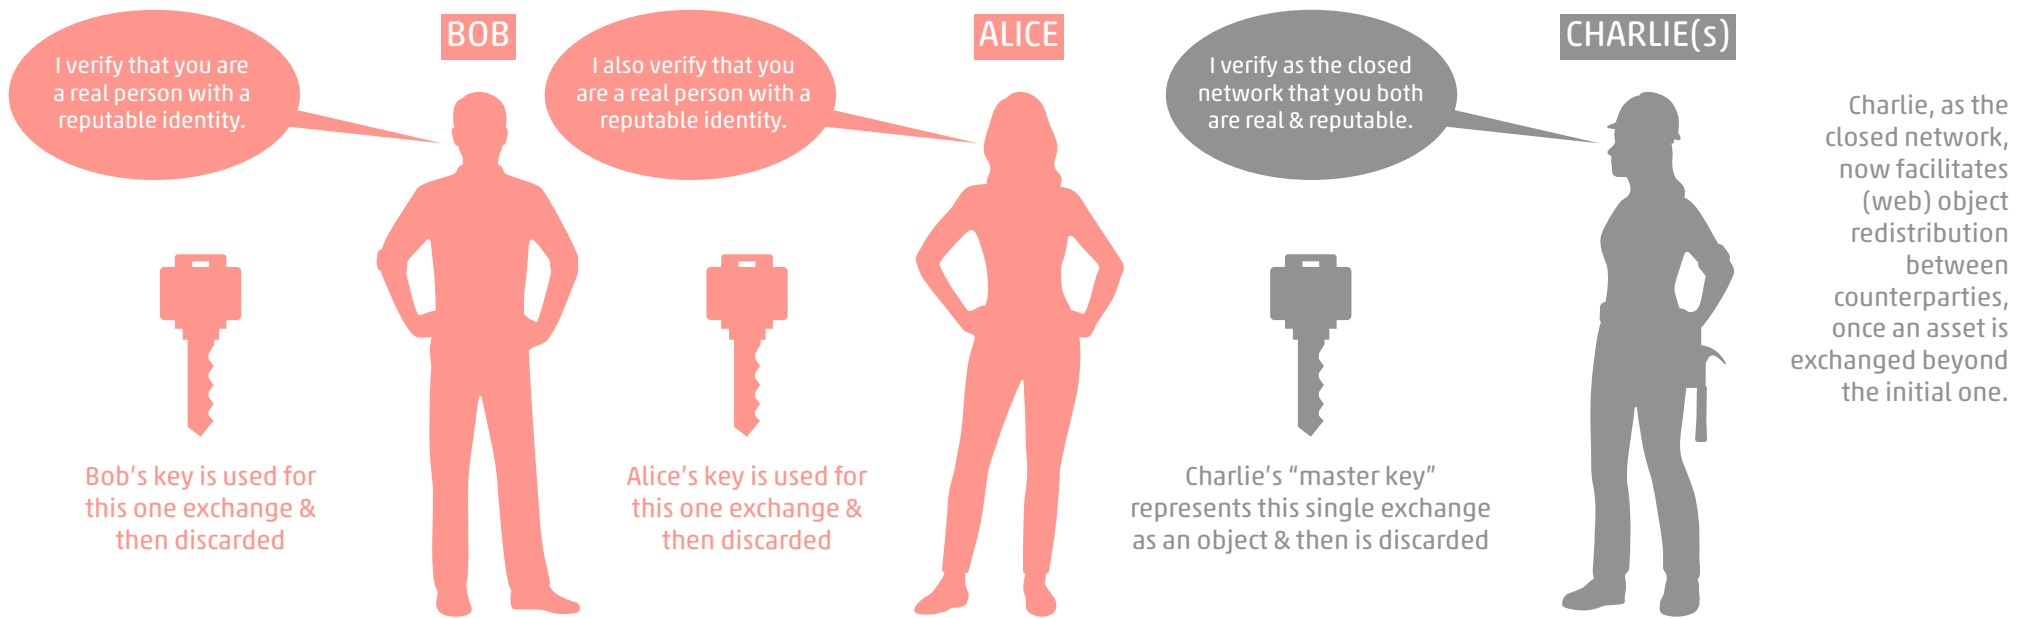 BOB
I verify that you are
a real person with a
reputable identity.
Bob's key is used for
this one exchange &
then discarded
ALICE
I also verify that you
are a real person with a
reputable identity.
Alice's key is used for
this one exchange &
then discarded
CHARLIE(s)
I verify as the closed
network that you both
are real & reputable.
Charlie's “master key”
represents this single exchange
as an object & then is discarded
Charlie, as the
closed network,
now facilitates
(web) object
redistribution
between
counterparties,
once an asset is
exchanged beyond
the initial one.